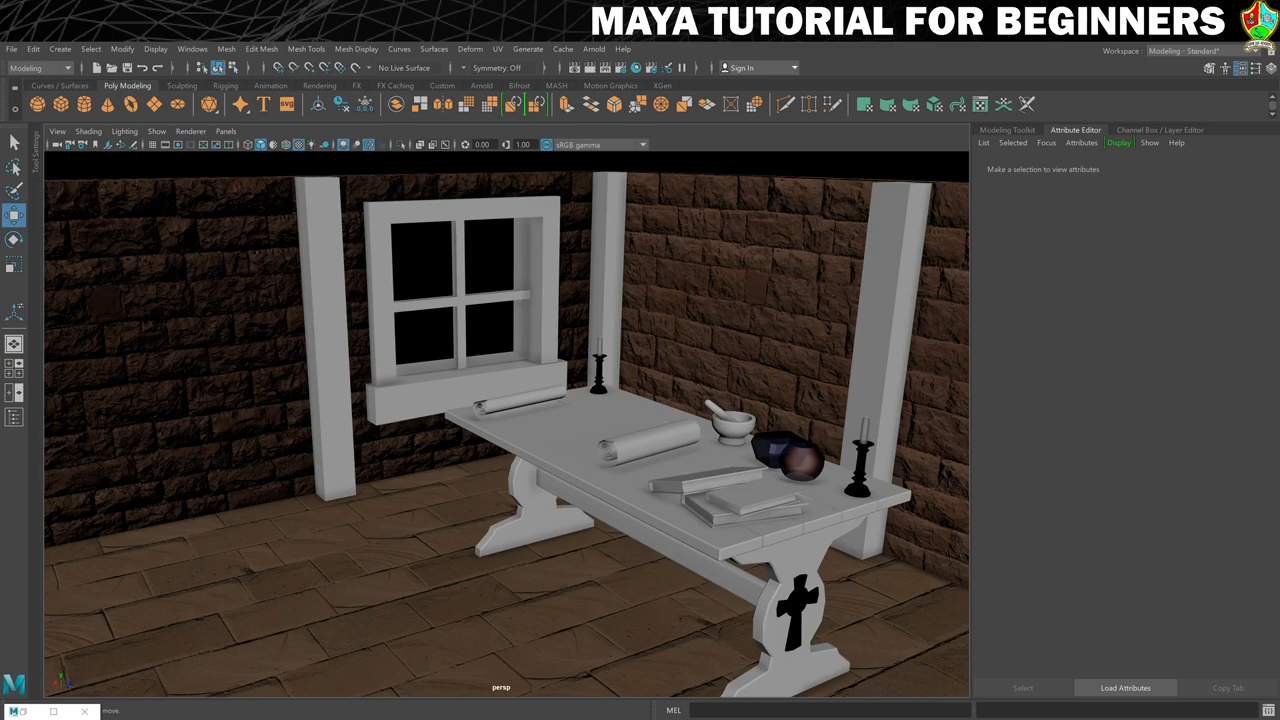 MAYA TUTORIAL FOR BEGINNERS
File Edit Create Select Modify Display Windows Mesh Edit Mesh Mesh Tools Mesh Display Curves Surfaces Deform UV Generate Cache Arnold Help
Workspace : Modeling - Standard*
Modeling No Live Surface Symmetry: Off Sign In
Curves / Surfaces Poly Modeling Sculpting Rigging Animation Rendering FX FX Caching Custom Arnold Bifrost MASH Motion Graphics XGen
SVG
View Shading Lighting Show Renderer Panels
0.00 1.00 sRGB gamma
Tool Settings
Modeling Toolkit Attribute Editor Channel Box / Layer Editor
List Selected Focus Attributes Display Show Help
Make a selection to view attributes
persp
Select Load Attributes Copy Tab
move.
MEL